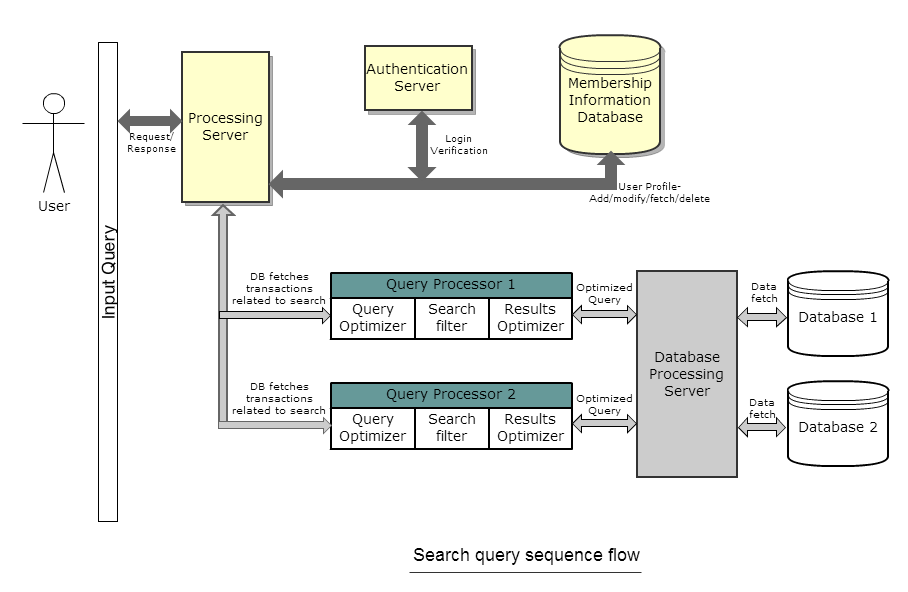 User
Input Query
Request/
Response
Processing
Server
Authentication
Server
Login
Verification
Membership
Information
Database
User Profile-
Add/modify/fetch/delete
DB fetches
transactions
related to search
Query Processor 1
Query
Optimizer
Search
filter
Results
Optimizer
Optimized
Query
DB fetches
transactions
related to search
Query Processor 2
Query
Optimizer
Search
filter
Results
Optimizer
Optimized
Query
Database
Processing
Server
Data
fetch
Database 1
Data
fetch
Database 2
Search query sequence flow